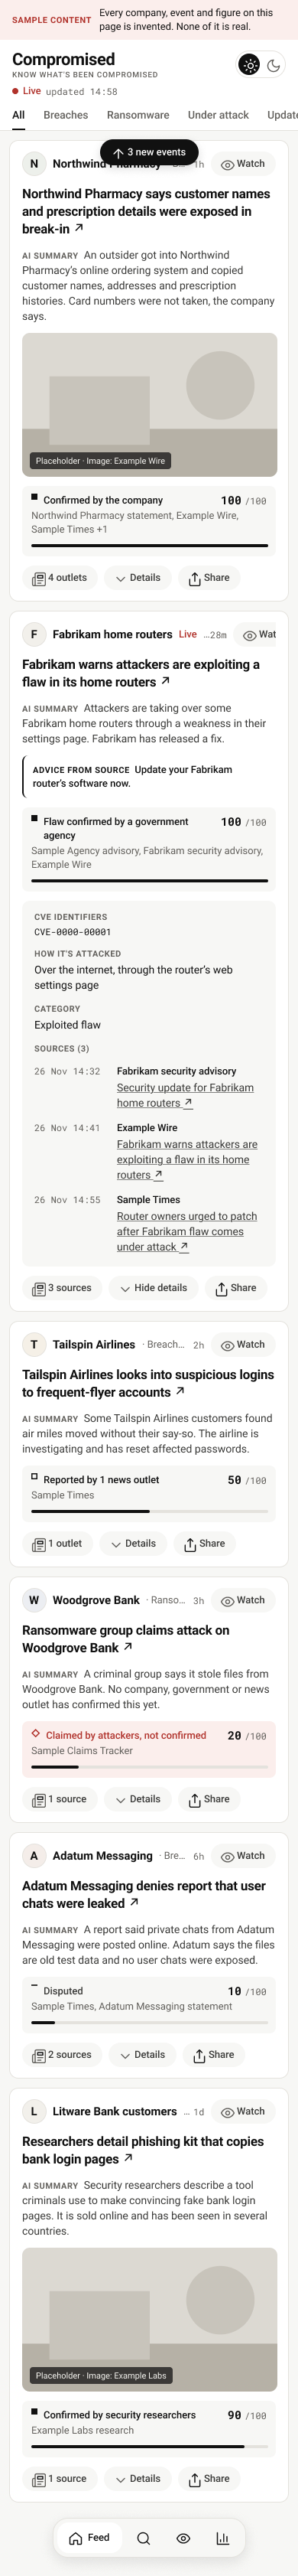 SAMPLE CONTENT
Every company, event and figure on this
page is invented. None of it is real.
Compromised
KNOW WHAT'S BEEN COMPROMISED
Live updated 14:58
All Breaches Ransomware Under attack Update
3 new events
N Northwind Pharmacy 1h Watch
Northwind Pharmacy says customer names
and prescription details were exposed in
break-in ↗
AI SUMMARY An outsider got into Northwind
Pharmacy's online ordering system and copied
customer names, addresses and prescription
histories. Card numbers were not taken, the company
says.
Placeholder · Image: Example Wire
Confirmed by the company 100 /100
Northwind Pharmacy statement, Example Wire,
Sample Times +1
4 outlets Details Share
F Fabrikam home routers Live …28m Wat
Fabrikam warns attackers are exploiting a
flaw in its home routers ↗
AI SUMMARY Attackers are taking over some
Fabrikam home routers through a weakness in their
settings page. Fabrikam has released a fix.
ADVICE FROM SOURCE Update your Fabrikam
router's software now.
Flaw confirmed by a government
agency 100 /100
Sample Agency advisory, Fabrikam security advisory,
Example Wire
CVE IDENTIFIERS
CVE-0000-00001
HOW IT'S ATTACKED
Over the internet, through the router's web
settings page
CATEGORY
Exploited flaw
SOURCES (3)
26 Nov 14:32 Fabrikam security advisory
Security update for Fabrikam
home routers ↗
26 Nov 14:41 Example Wire
Fabrikam warns attackers are
exploiting a flaw in its home
routers ↗
26 Nov 14:55 Sample Times
Router owners urged to patch
after Fabrikam flaw comes
under attack ↗
3 sources Hide details Share
T Tailspin Airlines · Breach… 2h Watch
Tailspin Airlines looks into suspicious logins
to frequent-flyer accounts ↗
AI SUMMARY Some Tailspin Airlines customers found
air miles moved without their say-so. The airline is
investigating and has reset affected passwords.
Reported by 1 news outlet 50 /100
Sample Times
1 outlet Details Share
W Woodgrove Bank · Ranso… 3h Watch
Ransomware group claims attack on
Woodgrove Bank ↗
AI SUMMARY A criminal group says it stole files from
Woodgrove Bank. No company, government or news
outlet has confirmed this yet.
Claimed by attackers, not confirmed 20 /100
Sample Claims Tracker
1 source Details Share
A Adatum Messaging · Bre… 6h Watch
Adatum Messaging denies report that user
chats were leaked ↗
AI SUMMARY A report said private chats from Adatum
Messaging were posted online. Adatum says the files
are old test data and no user chats were exposed.
Disputed 10 /100
Sample Times, Adatum Messaging statement
2 sources Details Share
L Litware Bank customers … 1d Watch
Researchers detail phishing kit that copies
bank login pages ↗
AI SUMMARY Security researchers describe a tool
criminals use to make convincing fake bank login
pages. It is sold online and has been seen in several
countries.
Placeholder · Image: Example Labs
Confirmed by security researchers 90 /100
Example Labs research
1 source Details Share
Feed